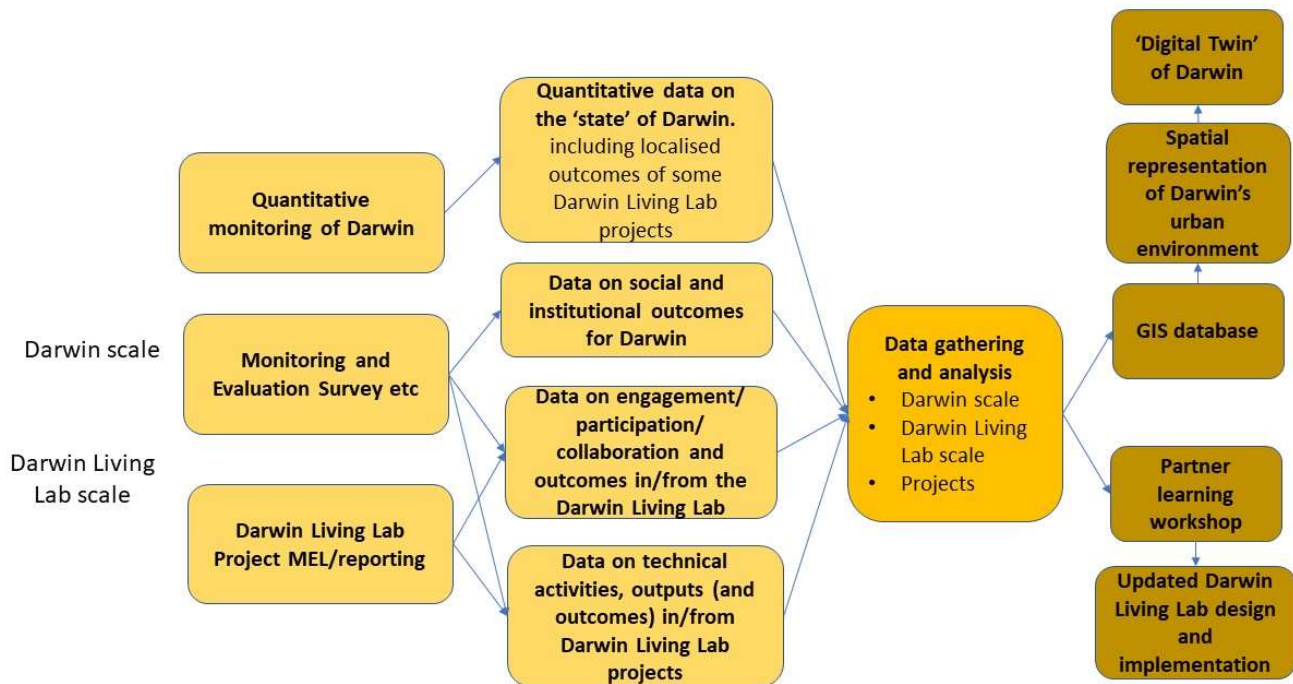 Darwin scale
Darwin Living
Lab scale
Quantitative
monitoring of Darwin
Monitoring and
Evaluation Survey etc
Darwin Living Lab
Project MEL/reporting
Quantitative data on
the ‘state’ of Darwin.
including localised
outcomes of some
Darwin Living Lab
projects
Data on social and
institutional outcomes
for Darwin
Data on engagement/
participation/
collaboration and
outcomes in/from the
Darwin Living Lab
Data on technical
activities, outputs (and
outcomes) in/from
Darwin Living Lab
projects
Data gathering
and analysis
• Darwin scale
• Darwin Living
Lab scale
• Projects
‘Digital Twin’
of Darwin
Spatial
representation
of Darwin’s
urban
environment
GIS database
Partner
learning
workshop
Updated Darwin
Living Lab design
and
implementation